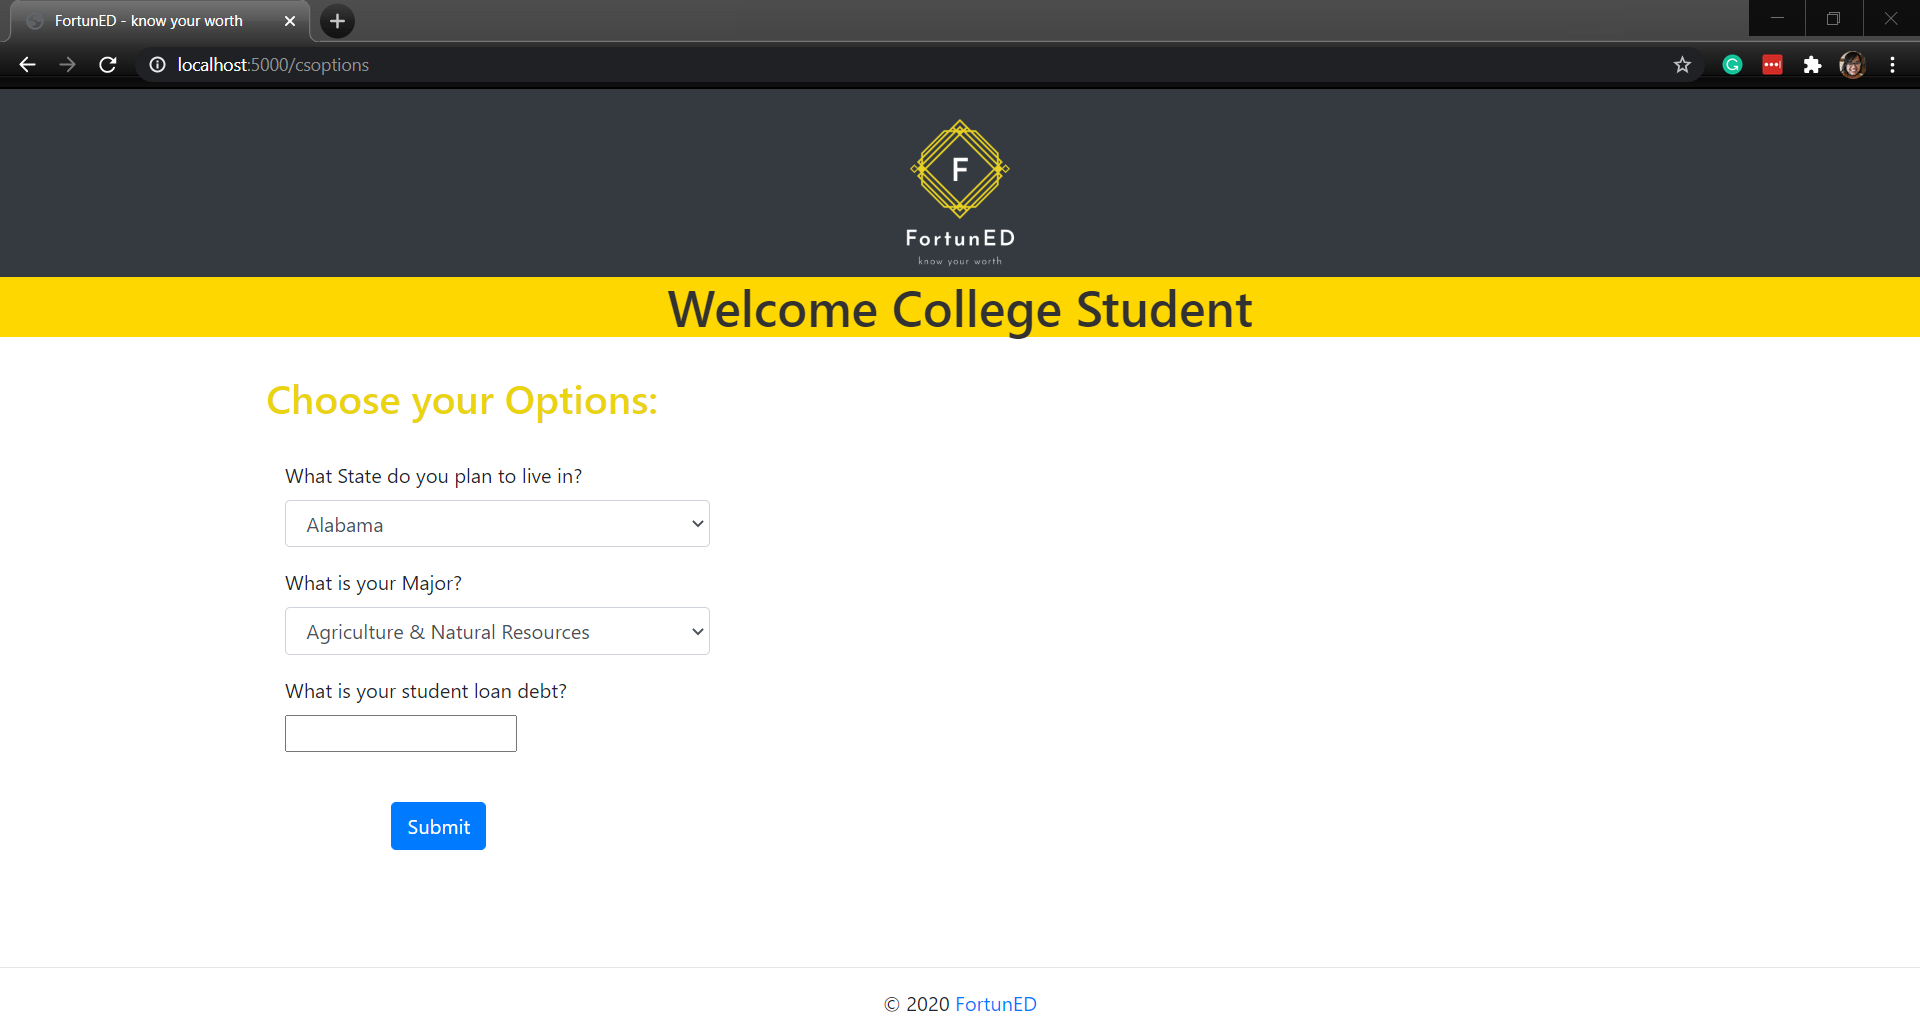 FortunED - know your worth
localhost:5000/csoptions
F
FortunED
know your worth
Welcome College Student
Choose your Options:
What State do you plan to live in?
Alabama
What is your Major?
Agriculture & Natural Resources
What is your student loan debt?
Submit
© 2020 FortunED